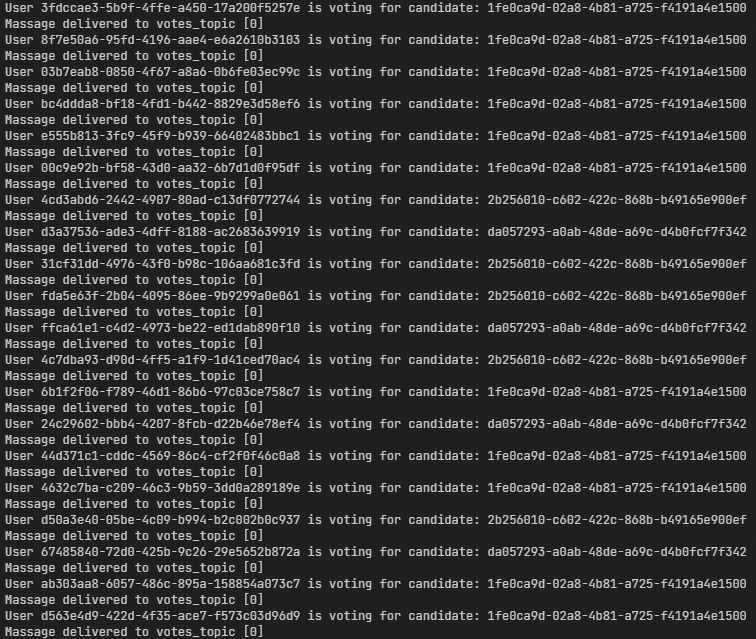 User 3fdccae3-5b9f-4ffe-a450-17a200f5257e is voting for candidate: 1fe0ca9d-02a8-4b81-a725-f4191a4e1500
Massage delivered to votes_topic [0]
User 8f7e50a6-95fd-4196-aae4-e6a2610b3103 is voting for candidate: 1fe0ca9d-02a8-4b81-a725-f4191a4e1500
Massage delivered to votes_topic [0]
User 03b7eab8-0850-4f67-a8a6-0b6fe03ec99c is voting for candidate: 1fe0ca9d-02a8-4b81-a725-f4191a4e1500
Massage delivered to votes_topic [0]
User bc4ddda8-bf18-4fd1-b442-8829e3d58ef6 is voting for candidate: 1fe0ca9d-02a8-4b81-a725-f4191a4e1500
Massage delivered to votes_topic [0]
User e555b813-3fc9-45f9-b939-66402483bbc1 is voting for candidate: 1fe0ca9d-02a8-4b81-a725-f4191a4e1500
Massage delivered to votes_topic [0]
User 00c9e92b-bf58-43d0-aa32-6b7d1d0f95df is voting for candidate: 1fe0ca9d-02a8-4b81-a725-f4191a4e1500
Massage delivered to votes_topic [0]
User 4cd3abd6-2442-4907-80ad-c13df0772744 is voting for candidate: 2b256010-c602-422c-868b-b49165e900ef
Massage delivered to votes_topic [0]
User d3a37536-ade3-4dff-8188-ac2683639919 is voting for candidate: da057293-a0ab-48de-a69c-d4b0fcf7f342
Massage delivered to votes_topic [0]
User 31cf31dd-4976-43f0-b98c-106aa681c3fd is voting for candidate: 2b256010-c602-422c-868b-b49165e900ef
Massage delivered to votes_topic [0]
User fda5e63f-2b04-4095-86ee-9b9299a0e061 is voting for candidate: 2b256010-c602-422c-868b-b49165e900ef
Massage delivered to votes_topic [0]
User ffca61e1-c4d2-4973-be22-ed1dab890f10 is voting for candidate: da057293-a0ab-48de-a69c-d4b0fcf7f342
Massage delivered to votes_topic [0]
User 4c7dba93-d90d-4ff5-a1f9-1d41ced70ac4 is voting for candidate: 2b256010-c602-422c-868b-b49165e900ef
Massage delivered to votes_topic [0]
User 6b1f2f06-f789-46d1-86b6-97c03ce758c7 is voting for candidate: 1fe0ca9d-02a8-4b81-a725-f4191a4e1500
Massage delivered to votes_topic [0]
User 24c29602-bbb4-4207-8fcb-d22b46e78ef4 is voting for candidate: da057293-a0ab-48de-a69c-d4b0fcf7f342
Massage delivered to votes_topic [0]
User 44d371c1-cddc-4569-86c4-cf2f0f46c0a8 is voting for candidate: 1fe0ca9d-02a8-4b81-a725-f4191a4e1500
Massage delivered to votes_topic [0]
User 4632c7ba-c209-46c3-9b59-3dd0a289189e is voting for candidate: 1fe0ca9d-02a8-4b81-a725-f4191a4e1500
Massage delivered to votes_topic [0]
User d50a3e40-05be-4c09-b994-b2c002b0c937 is voting for candidate: 2b256010-c602-422c-868b-b49165e900ef
Massage delivered to votes_topic [0]
User 67485840-72d0-425b-9c26-29e5652b872a is voting for candidate: da057293-a0ab-48de-a69c-d4b0fcf7f342
Massage delivered to votes_topic [0]
User ab303aa8-6057-486c-895a-158854a073c7 is voting for candidate: 1fe0ca9d-02a8-4b81-a725-f4191a4e1500
Massage delivered to votes_topic [0]
User d563e4d9-422d-4f35-ace7-f573c03d96d9 is voting for candidate: 1fe0ca9d-02a8-4b81-a725-f4191a4e1500
Massage delivered to votes_topic [0]